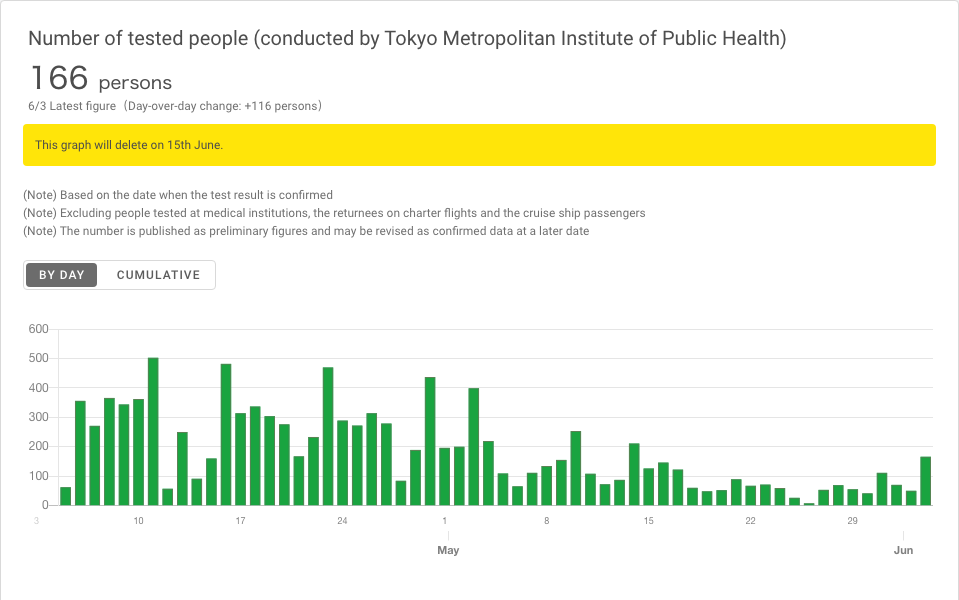 Number of tested people (conducted by Tokyo Metropolitan Institute of Public Health)
166 persons
6/3 Latest figure（Day-over-day change: +116 persons）
This graph will delete on 15th June.
(Note) Based on the date when the test result is confirmed
(Note) Excluding people tested at medical institutions, the returnees on charter flights and the cruise ship passengers
(Note) The number is published as preliminary figures and may be revised as confirmed data at a later date
BY DAY CUMULATIVE
600
500
400
300
200
100
0
3 10 17 24 1 8 15 22 29
May Jun